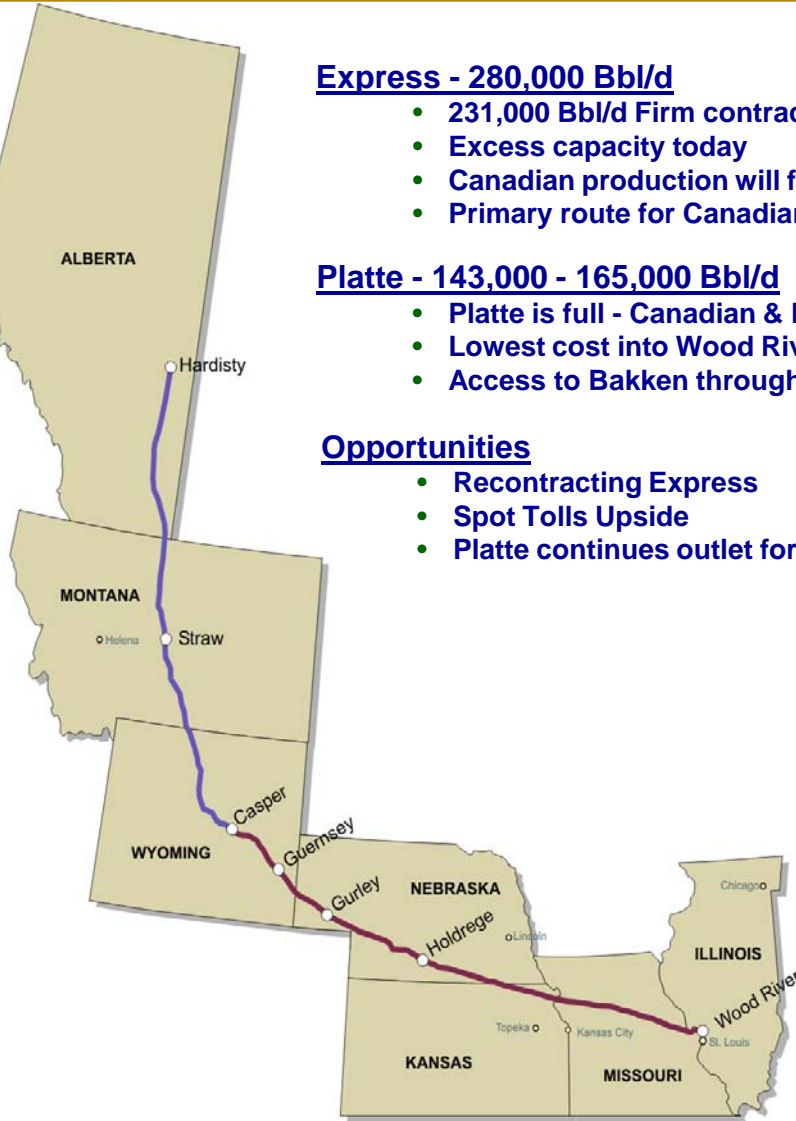 Express - 280,000 Bbl/d
• 231,000 Bbl/d Firm
• Excess capacity today
• Canadian production will
• Primary route for
Platte - 143,000 - 165,000 Bbl/d
• Platte is full - Canadian &
• Lowest cost into Wood
• Access to Bakken through
Opportunities
• Recontracting Express
• Spot Tolls Upside
• Platte continues outlet for
ALBERTA
Hardisty
MONTANA
Helena
Straw
Casper
WYOMING
Guernsey
Gurley
NEBRASKA
Holdrege
Lincoln
Chicago
ILLINOIS
Wood River
St. Louis
Topeka
Kansas City
KANSAS
MISSOURI